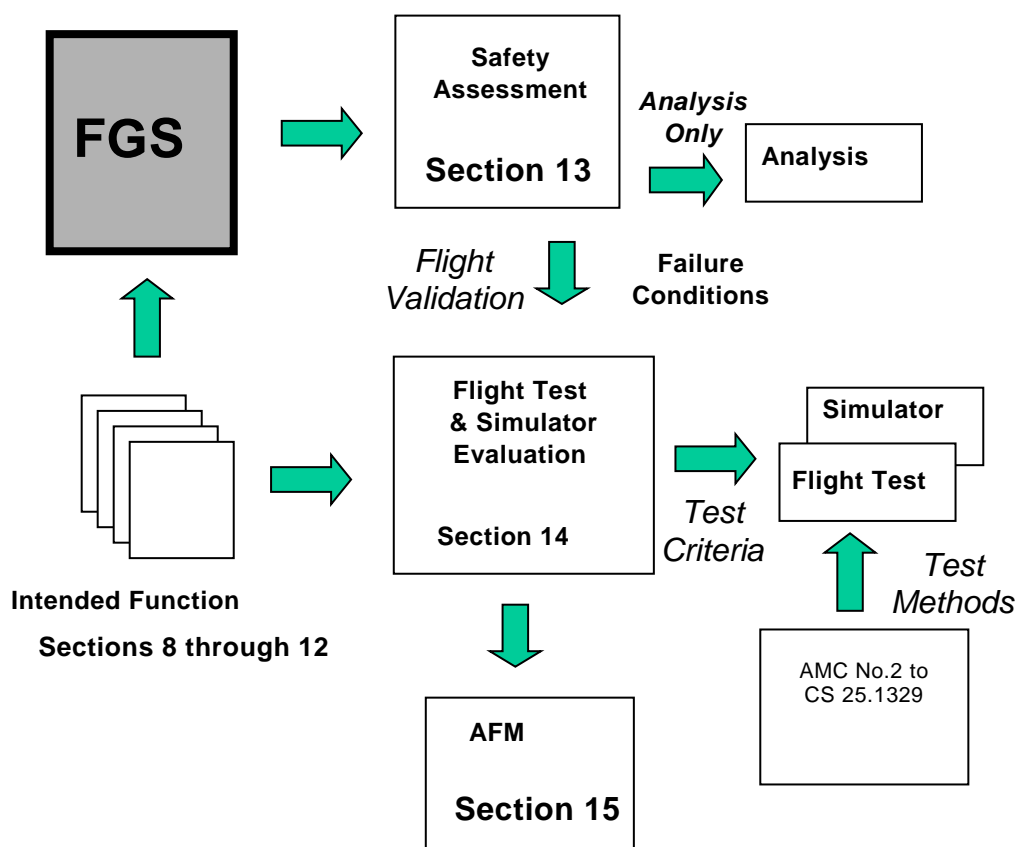 FGS
Safety
Assessment
Section 13
Analysis
Only
Analysis
Flight
Validation
Failure
Conditions
Flight Test
& Simulator
Evaluation
Section 14
Simulator
Flight Test
Test
Criteria
Test
Methods
Intended Function
Sections 8 through 12
AMC No.2 to
CS 25.1329
AFM
Section 15